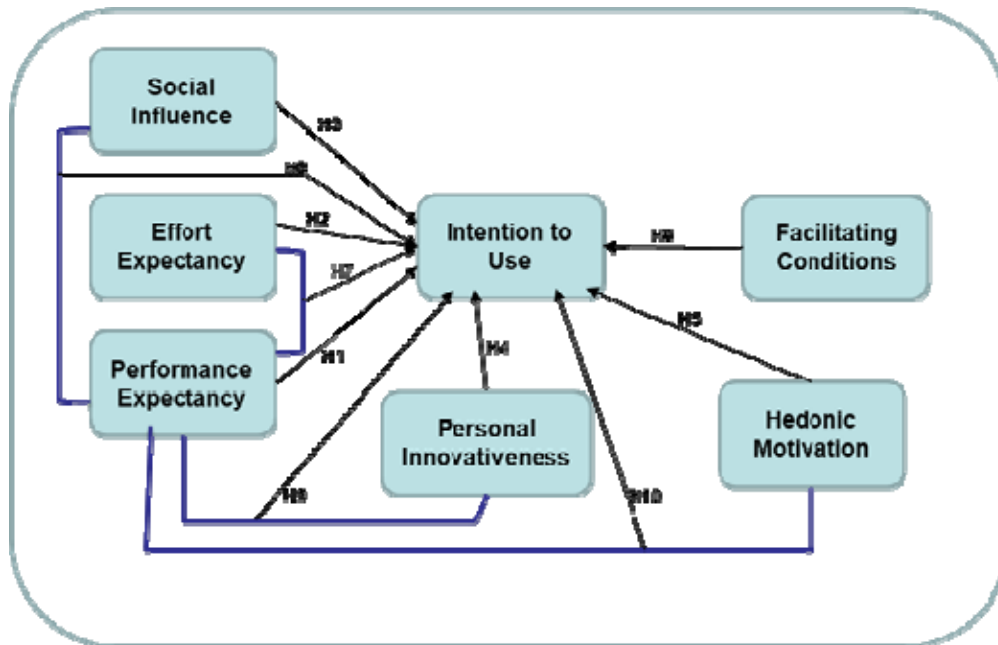 Social
Influence
H3
Effort
Expectancy
H2
Intention to
Use
Facilitating
Conditions
H7
H5
Performance
Expectancy
H1
H4
Personal
Innovativeness
Hedonic
Motivation
H9
H10